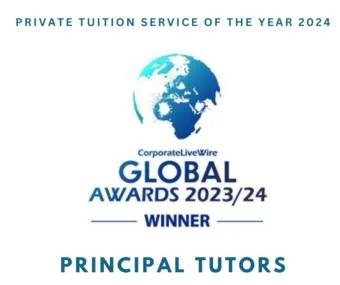 PRIVATE TUITION SERVICE OF THE YEAR 2024
CorporateLiveWire
GLOBAL
AWARDS 2023/24
WINNER
PRINCIPAL TUTORS